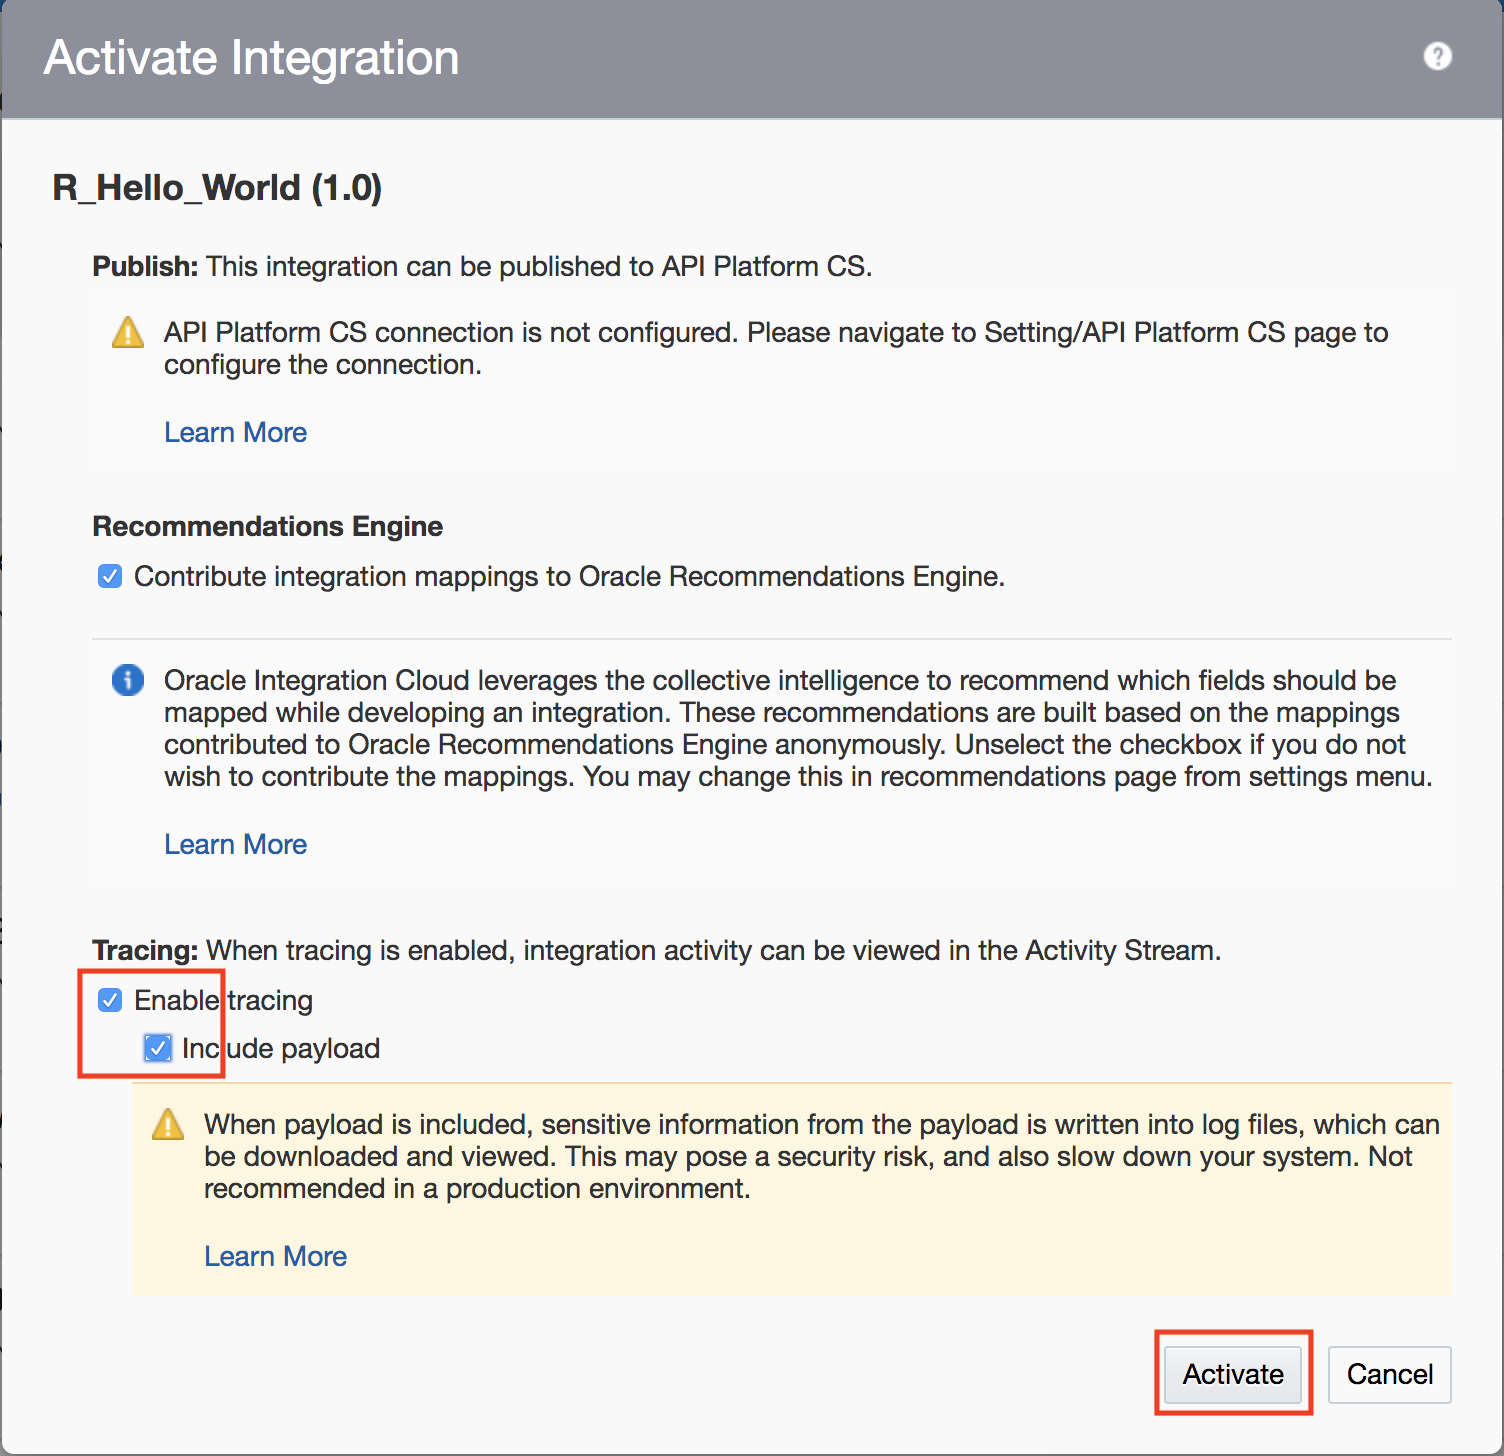 Activate Integration
R_Hello_World (1.0)
Publish: This integration can be published to API Platform CS.
API Platform CS connection is not configured. Please navigate to Setting/API Platform CS page to
configure the connection.
Learn More
Recommendations Engine
Contribute integration mappings to Oracle Recommendations Engine.
Oracle Integration Cloud leverages the collective intelligence to recommend which fields should be
mapped while developing an integration. These recommendations are built based on the mappings
contributed to Oracle Recommendations Engine anonymously. Unselect the checkbox if you do not
wish to contribute the mappings. You may change this in recommendations page from settings menu.
Learn More
Tracing: When tracing is enabled, integration activity can be viewed in the Activity Stream.
Enable tracing
Include payload
When payload is included, sensitive information from the payload is written into log files, which can
be downloaded and viewed. This may pose a security risk, and also slow down your system. Not
recommended in a production environment.
Learn More
Activate
Cancel